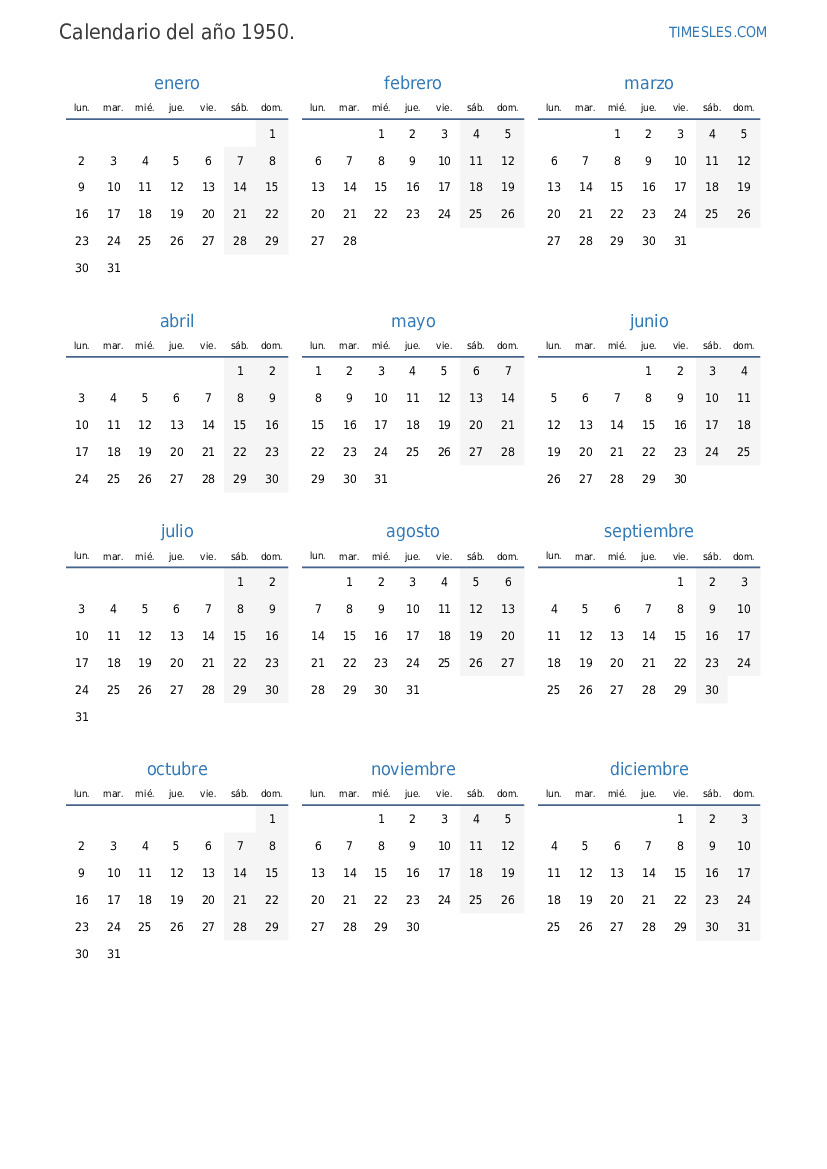 Calendario del año 1950.
TIMESLES.COM
enero febrero marzo
lun. mar. mié. jue. vie. sáb. dom. lun. mar. mié. jue. vie. sáb. dom. lun. mar. mié. jue. vie. sáb. dom.
1 1 2 3 4 5 1 2 3 4 5
2 3 4 5 6 7 8 6 7 8 9 10 11 12 6 7 8 9 10 11 12
9 10 11 12 13 14 15 13 14 15 16 17 18 19 13 14 15 16 17 18 19
16 17 18 19 20 21 22 20 21 22 23 24 25 26 20 21 22 23 24 25 26
23 24 25 26 27 28 29 27 28 27 28 29 30 31
30 31
abril mayo junio
lun. mar. mié. jue. vie. sáb. dom. lun. mar. mié. jue. vie. sáb. dom. lun. mar. mié. jue. vie. sáb. dom.
1 2 1 2 3 4 5 6 7 1 2 3 4
3 4 5 6 7 8 9 8 9 10 11 12 13 14 5 6 7 8 9 10 11
10 11 12 13 14 15 16 15 16 17 18 19 20 21 12 13 14 15 16 17 18
17 18 19 20 21 22 23 22 23 24 25 26 27 28 19 20 21 22 23 24 25
24 25 26 27 28 29 30 29 30 31 26 27 28 29 30
julio agosto septiembre
lun. mar. mié. jue. vie. sáb. dom. lun. mar. mié. jue. vie. sáb. dom. lun. mar. mié. jue. vie. sáb. dom.
1 2 1 2 3 4 5 6 1 2 3
3 4 5 6 7 8 9 7 8 9 10 11 12 13 4 5 6 7 8 9 10
10 11 12 13 14 15 16 14 15 16 17 18 19 20 11 12 13 14 15 16 17
17 18 19 20 21 22 23 21 22 23 24 25 26 27 18 19 20 21 22 23 24
24 25 26 27 28 29 30 28 29 30 31 25 26 27 28 29 30
31
octubre noviembre diciembre
lun. mar. mié. jue. vie. sáb. dom. lun. mar. mié. jue. vie. sáb. dom. lun. mar. mié. jue. vie. sáb. dom.
1 1 2 3 4 5 1 2 3
2 3 4 5 6 7 8 6 7 8 9 10 11 12 4 5 6 7 8 9 10
9 10 11 12 13 14 15 13 14 15 16 17 18 19 11 12 13 14 15 16 17
16 17 18 19 20 21 22 20 21 22 23 24 25 26 18 19 20 21 22 23 24
23 24 25 26 27 28 29 27 28 29 30 25 26 27 28 29 30 31
30 31